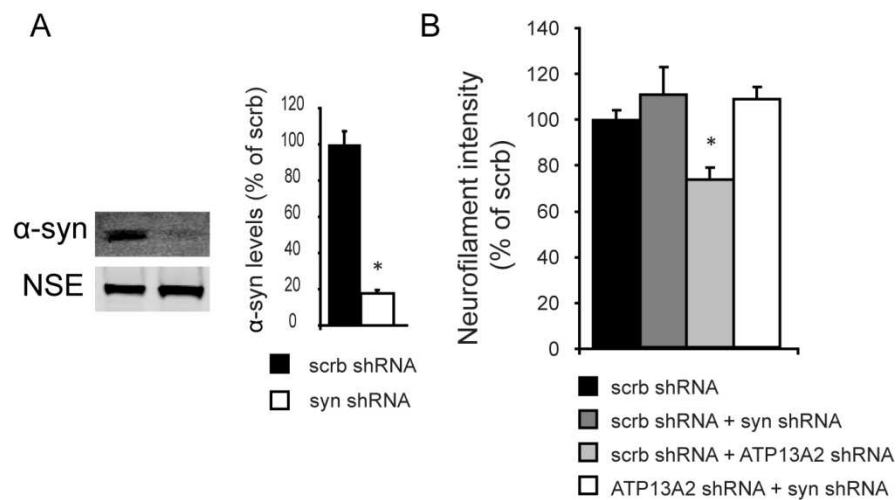 A
α-syn
NSE
α-syn levels (% of scrb)
120
100
80
60
40
20
0
*
scrb shRNA
syn shRNA
B
Neurofilament intensity
(% of scrb)
140
120
100
80
60
40
20
0
*
scrb shRNA
scrb shRNA + syn shRNA
scrb shRNA + ATP13A2 shRNA
ATP13A2 shRNA + syn shRNA